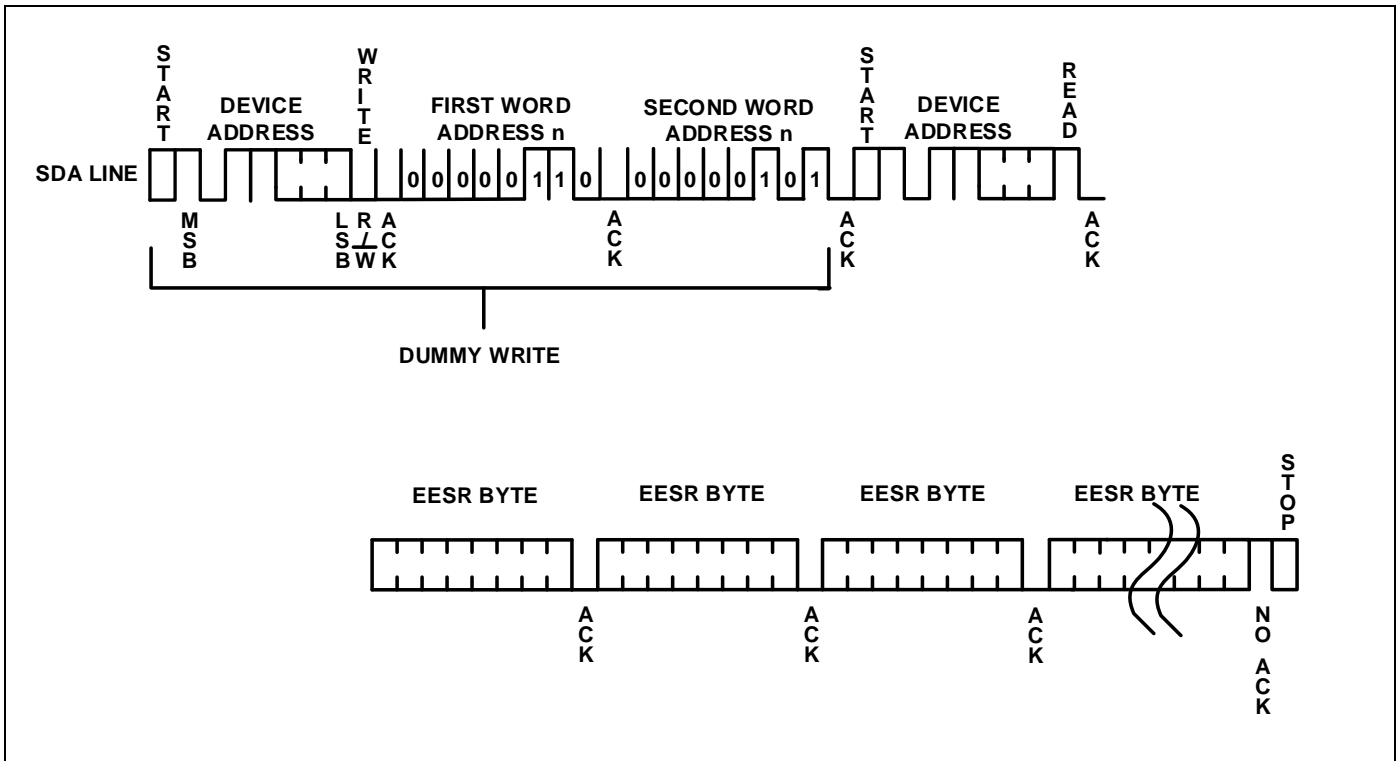 START
WRITE
START
READ
DEVICE
ADDRESS
FIRST WORD
ADDRESS n
SECOND WORD
ADDRESS n
DEVICE
ADDRESS
SDA LINE
0 0 0 0 0 1 1 0
0 0 0 0 0 1 0 1
MSB
LSB
R/W
ACK
ACK
ACK
ACK
DUMMY WRITE
STOP
EESR BYTE
EESR BYTE
EESR BYTE
EESR BYTE
ACK
ACK
ACK
NO ACK